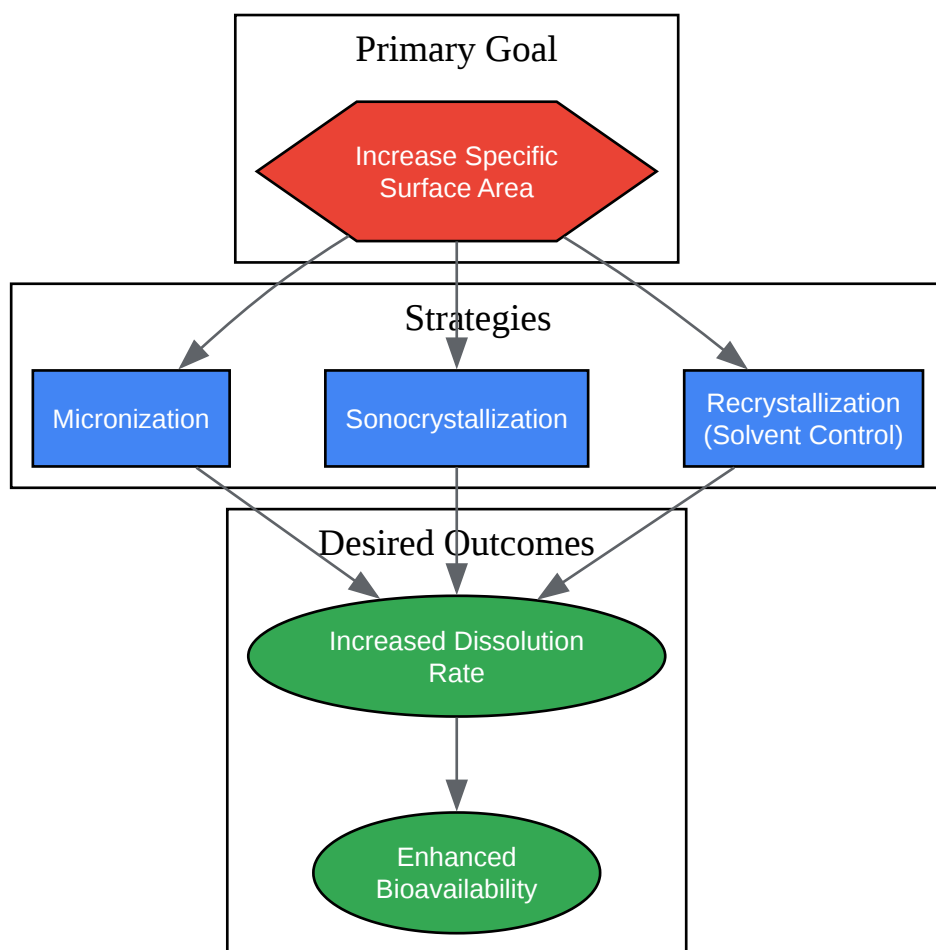 Primary Goal
Increase Specific
Surface Area
Strategies
Micronization
Sonocrystallization
Recrystallization
(Solvent Control)
Desired Outcomes
Increased Dissolution
Rate
Enhanced
Bioavailability